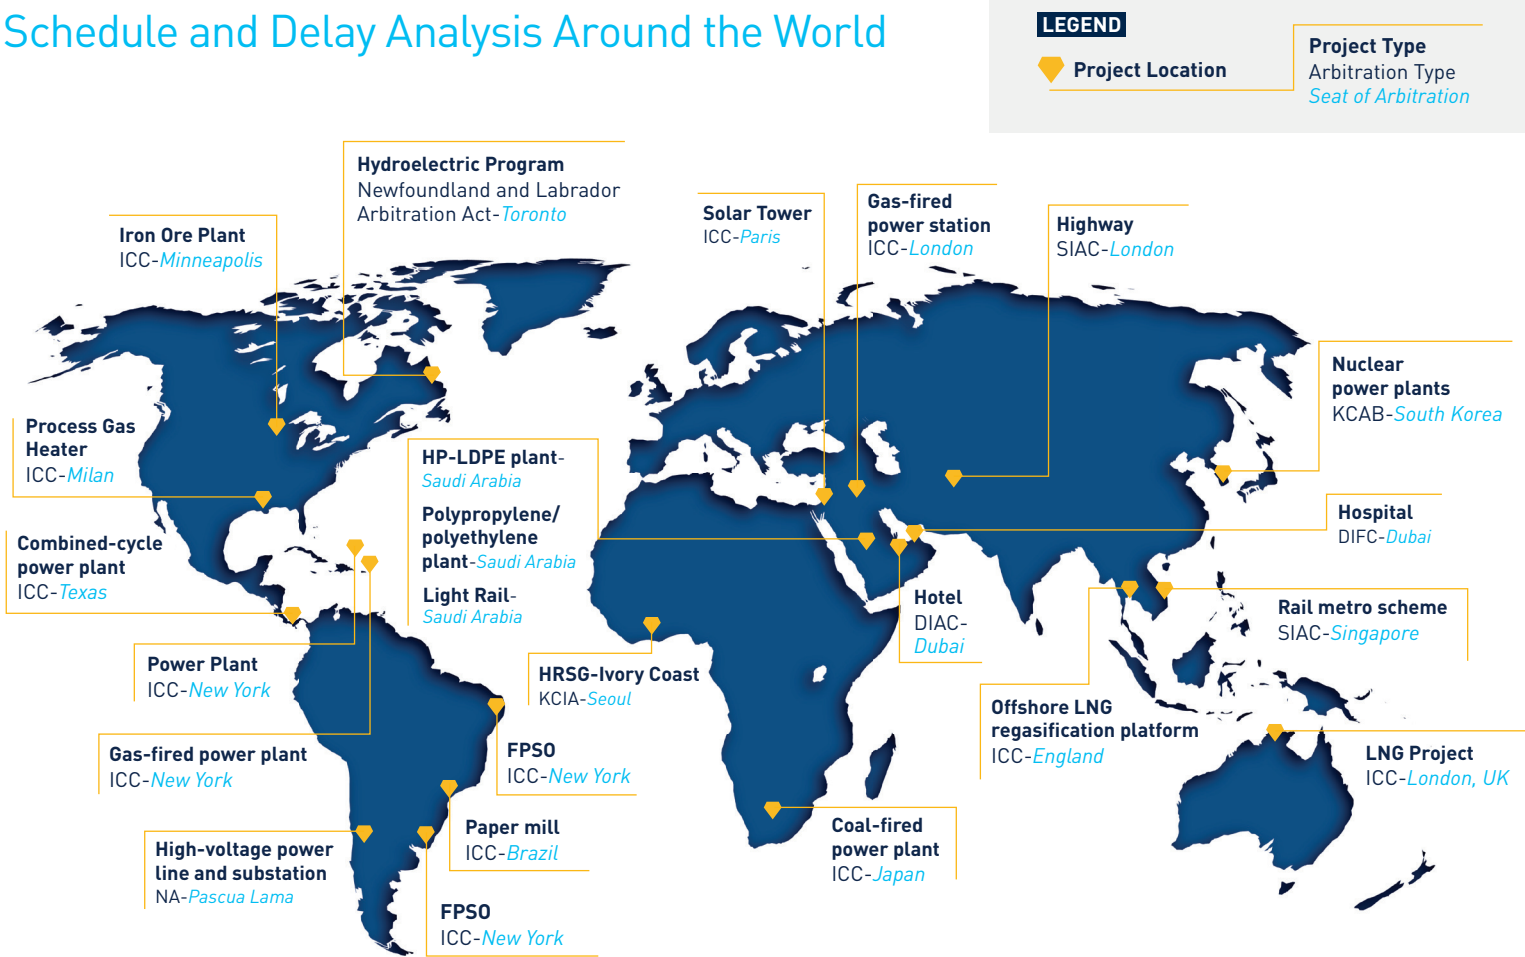 Schedule and Delay Analysis Around the World
LEGEND
Project Location
Project Type
Arbitration Type
Seat of Arbitration
Hydroelectric Program
Newfoundland and Labrador
Arbitration Act-Toronto
Iron Ore Plant
ICC-Minneapolis
Solar Tower
ICC-Paris
Gas-fired
power station
ICC-London
Highway
SIAC-London
Nuclear
power plants
KCAB-South Korea
Process Gas
Heater
ICC-Milan
HP-LDPE plant-
Saudi Arabia
Polypropylene/
polyethylene
plant-Saudi Arabia
Light Rail-
Saudi Arabia
Hospital
DIFC-Dubai
Combined-cycle
power plant
ICC-Texas
Hotel
DIAC-
Dubai
Rail metro scheme
SIAC-Singapore
Power Plant
ICC-New York
HRSG-Ivory Coast
KCIA-Seoul
Offshore LNG
regasification platform
ICC-England
Gas-fired power plant
ICC-New York
FPSO
ICC-New York
LNG Project
ICC-London, UK
High-voltage power
line and substation
NA-Pascua Lama
Paper mill
ICC-Brazil
Coal-fired
power plant
ICC-Japan
FPSO
ICC-New York